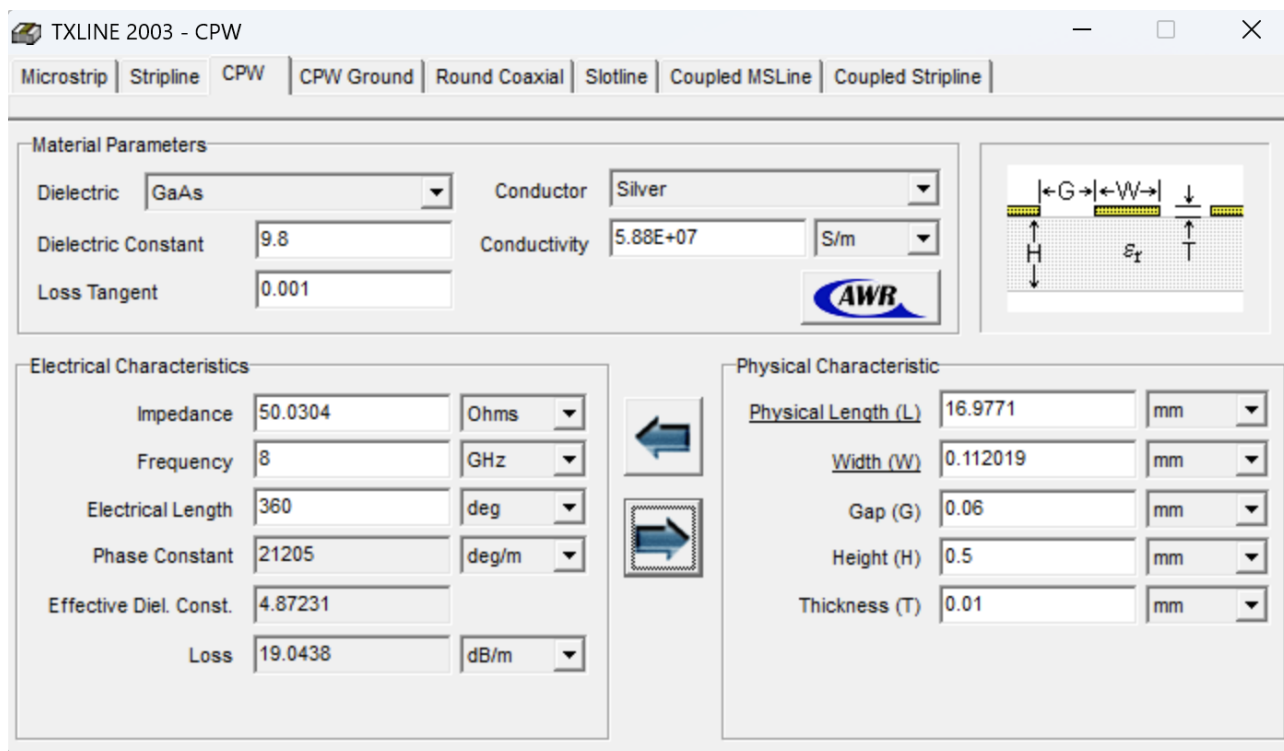 TXLINE 2003 - CPW
Microstrip Stripline CPW CPW Ground Round Coaxial Slotline Coupled MSLine Coupled Stripline
Material Parameters
Dielectric GaAs Conductor Silver
Dielectric Constant 9.8 Conductivity 5.88E+07 S/m
Loss Tangent 0.001 AWR
G W
H εr T
Electrical Characteristics
Impedance 50.0304 Ohms
Frequency 8 GHz
Electrical Length 360 deg
Phase Constant 21205 deg/m
Effective Diel. Const. 4.87231
Loss 19.0438 dB/m
Physical Characteristic
Physical Length (L) 16.9771 mm
Width (W) 0.112019 mm
Gap (G) 0.06 mm
Height (H) 0.5 mm
Thickness (T) 0.01 mm